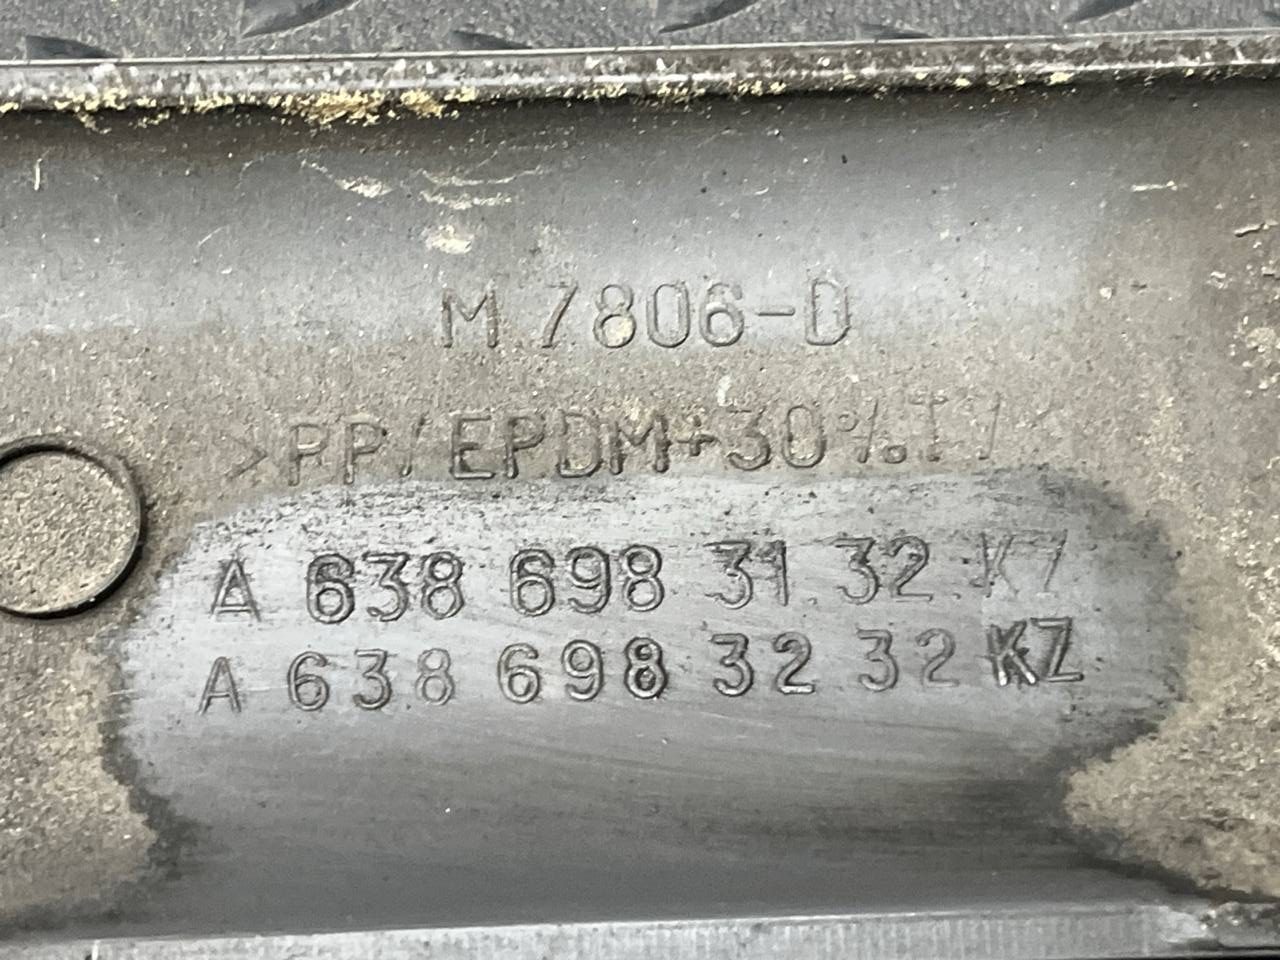 M 7806-D
>PP/EPDM+30%T
A 638 698 31 32 KZ
A 638 698 32 32 KZ